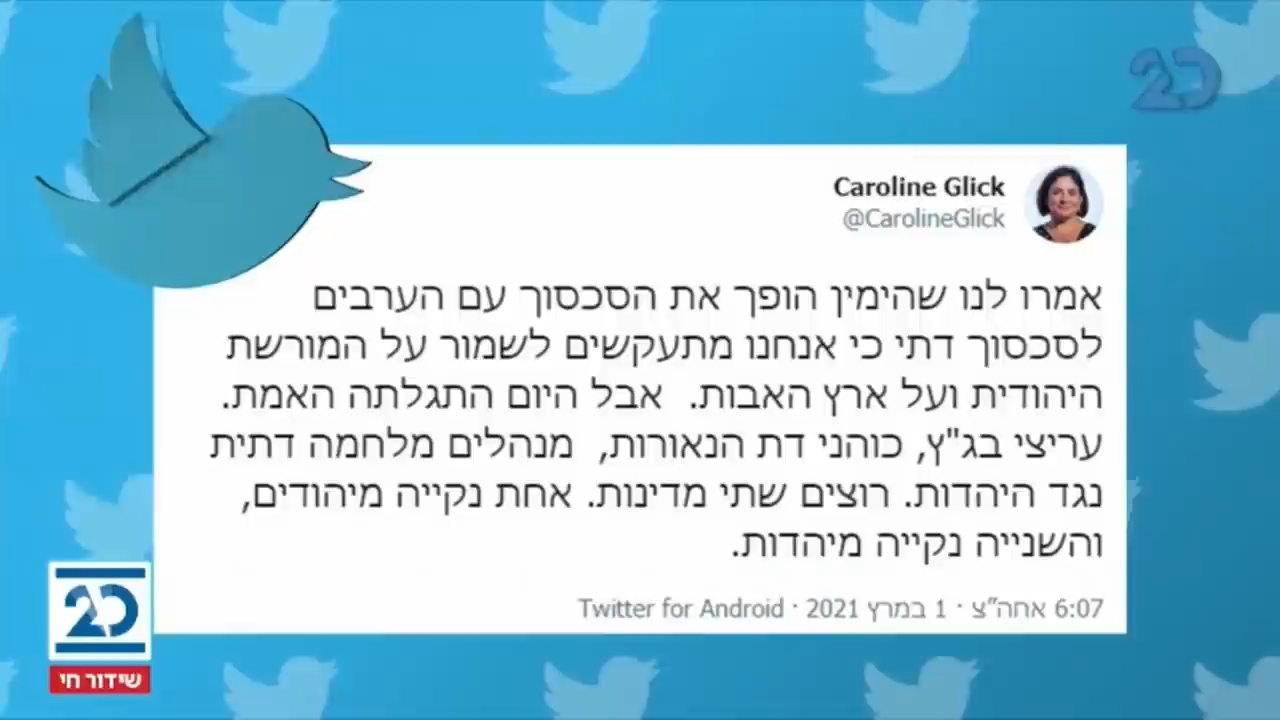 20
Caroline Glick
@CarolineGlick
אמרו לנו שהימין הופך את הסכסוך עם הערבים
לסכסוך דתי כי אנחנו מתעקשים לשמור על המורשת
היהודית ועל ארץ האבות.  אבל היום התגלתה האמת.
עריצי בג"ץ, כוהני דת הנאורות,  מנהלים מלחמה דתית
נגד היהדות. רוצים שתי מדינות. אחת נקייה מיהודים,
והשנייה נקייה מיהדות.
6:07 אחה״צ · 1 במרץ 2021 · Twitter for Android
20
שידור חי